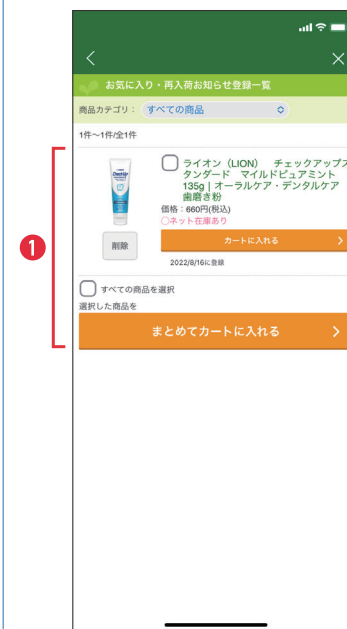 お気に入り・再入荷お知らせ登録一覧
商品カテゴリ： すべての商品
1件～1件/全1件
ライオン（LION）　チェックアップス
タンダード　マイルドピュアミント
135g｜オーラルケア・デンタルケア
歯磨き粉
価格：660円(税込)
○ネット在庫あり
削除
カートに入れる
2022/8/16に登録
1
すべての商品を選択
選択した商品を
まとめてカートに入れる